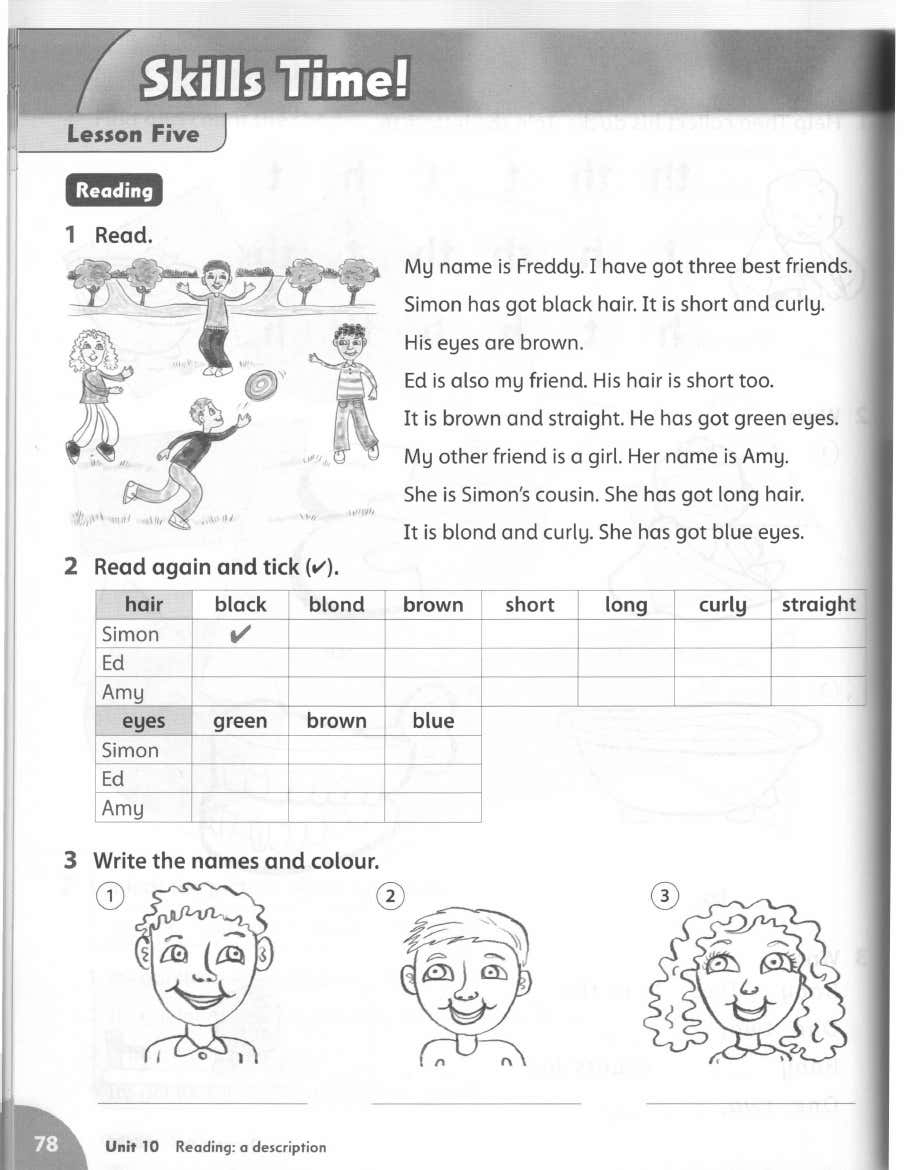 Skills Time!
Lesson Five
Reading
1 Read.
My name is Freddy. I have got three best friends.
Simon has got black hair. It is short and curly.
His eyes are brown.
Ed is also my friend. His hair is short too.
It is brown and straight. He has got green eyes.
My other friend is a girl. Her name is Amy.
She is Simon's cousin. She has got long hair.
It is blond and curly. She has got blue eyes.
2 Read again and tick (✔).
hair black blond brown short long curly straight
Simon ✔
Ed
Amy
eyes green brown blue
Simon
Ed
Amy
3 Write the names and colour.
1 2 3
78 Unit 10 Reading: a description